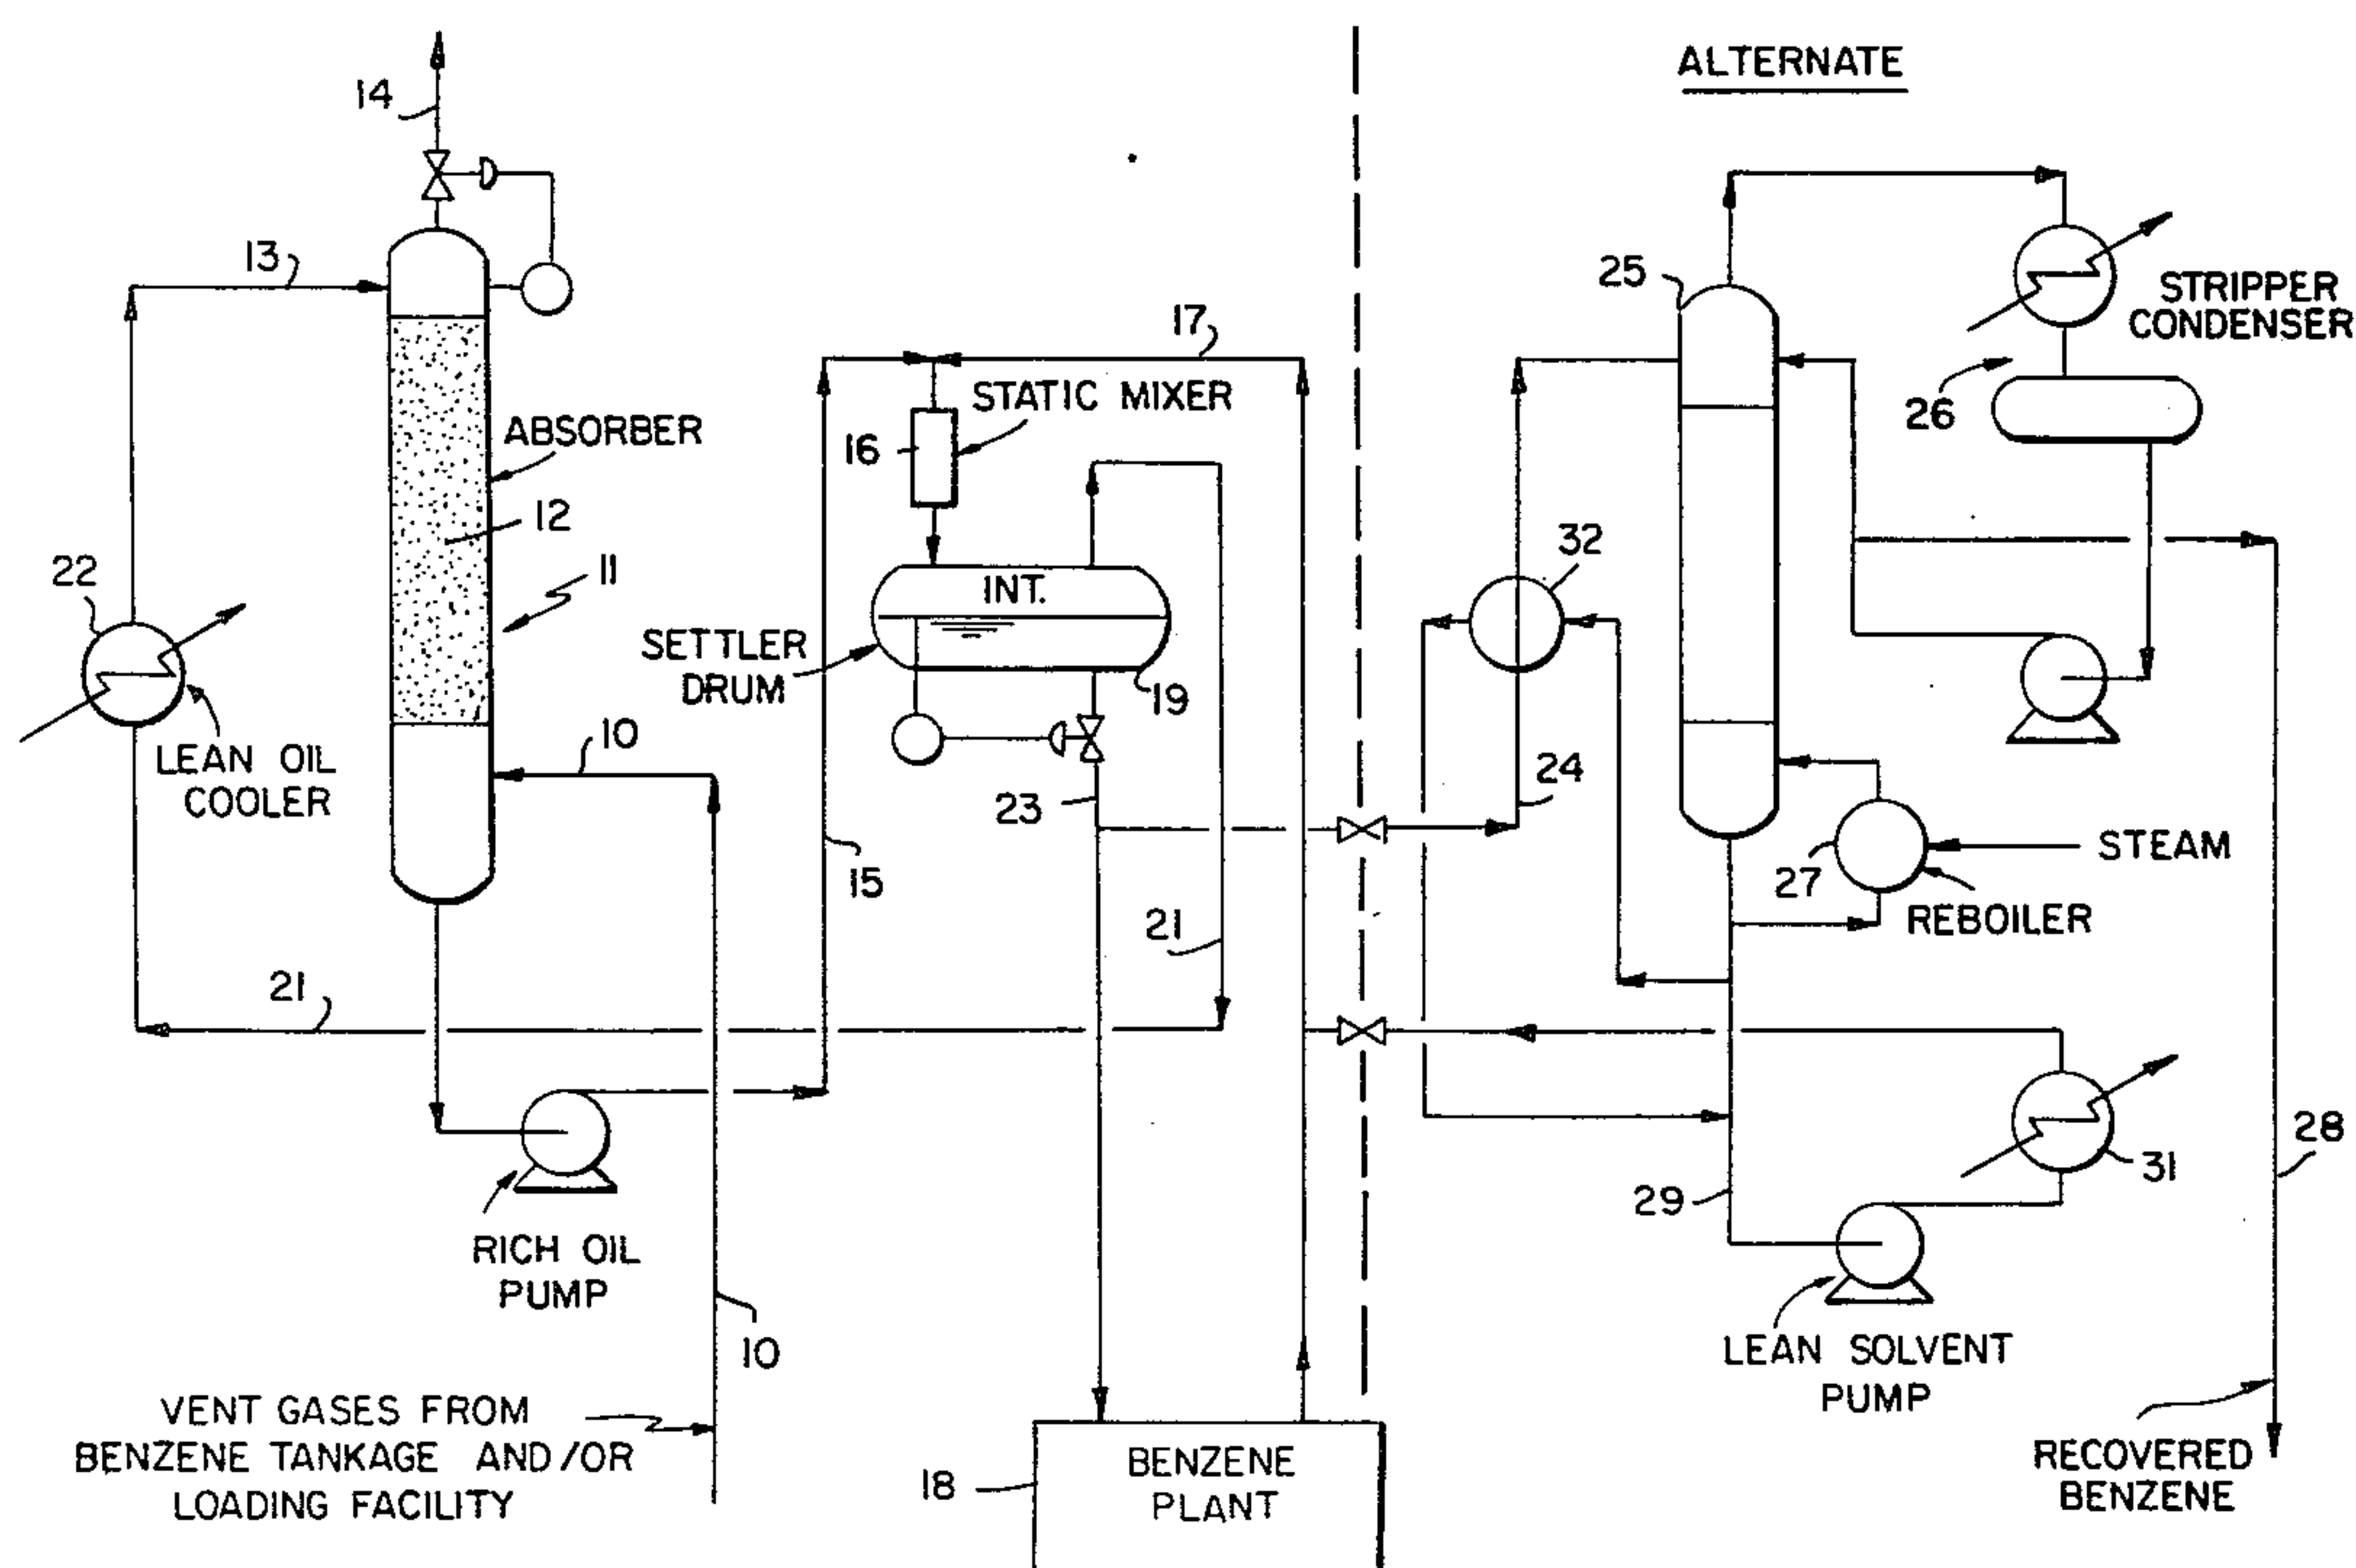 ALTERNATE
14
13
25
STRIPPER
CONDENSER
17
STATIC MIXER
26
ABSORBER
16
12
32
22
11
INT.
SETTLER
DRUM
19
10
LEAN OIL
COOLER
23
24
STEAM
15
27
REBOILER
21
21
28
31
29
RICH OIL
PUMP
10
LEAN SOLVENT
PUMP
VENT GASES FROM
BENZENE TANKAGE AND/OR
LOADING FACILITY
18
BENZENE
PLANT
RECOVERED
BENZENE